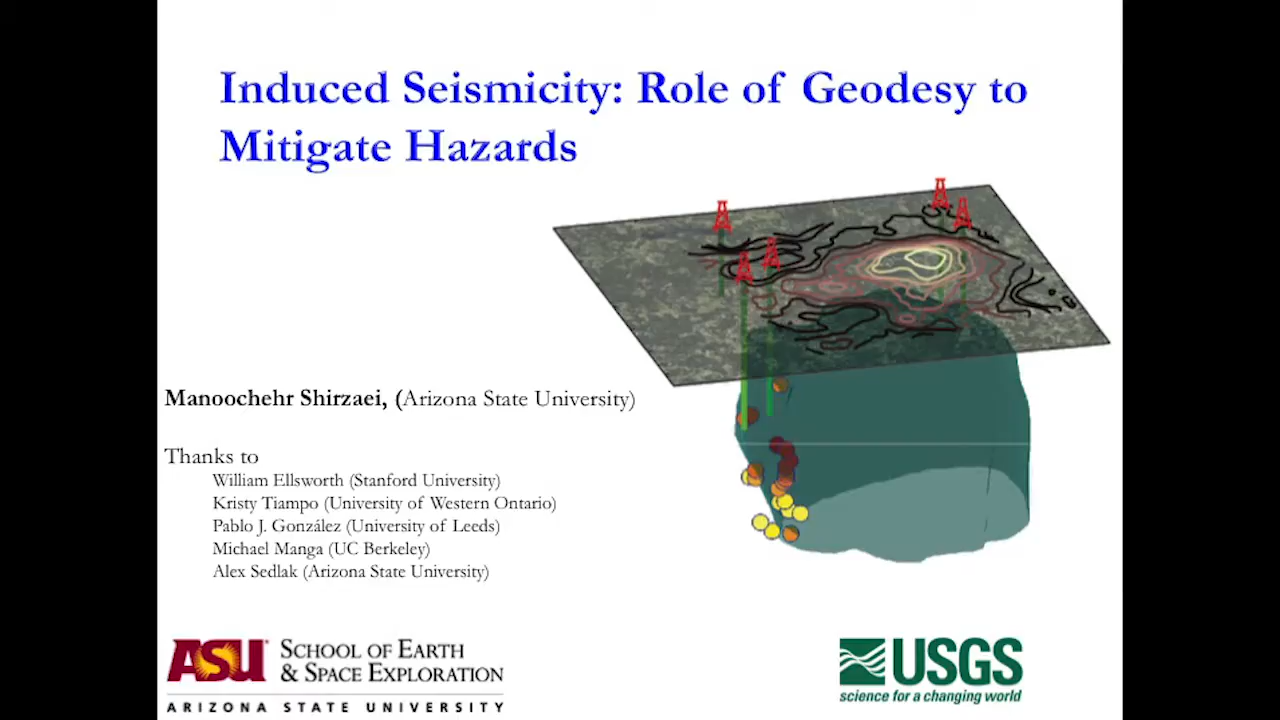 Induced Seismicity: Role of Geodesy to
Mitigate Hazards
Manoochehr Shirzaei, (Arizona State University)
Thanks to
William Ellsworth (Stanford University)
Kristy Tiampo (University of Western Ontario)
Pablo J. González (University of Leeds)
Michael Manga (UC Berkeley)
Alex Sedlak (Arizona State University)
ASU SCHOOL OF EARTH
& SPACE EXPLORATION
ARIZONA STATE UNIVERSITY
USGS
science for a changing world